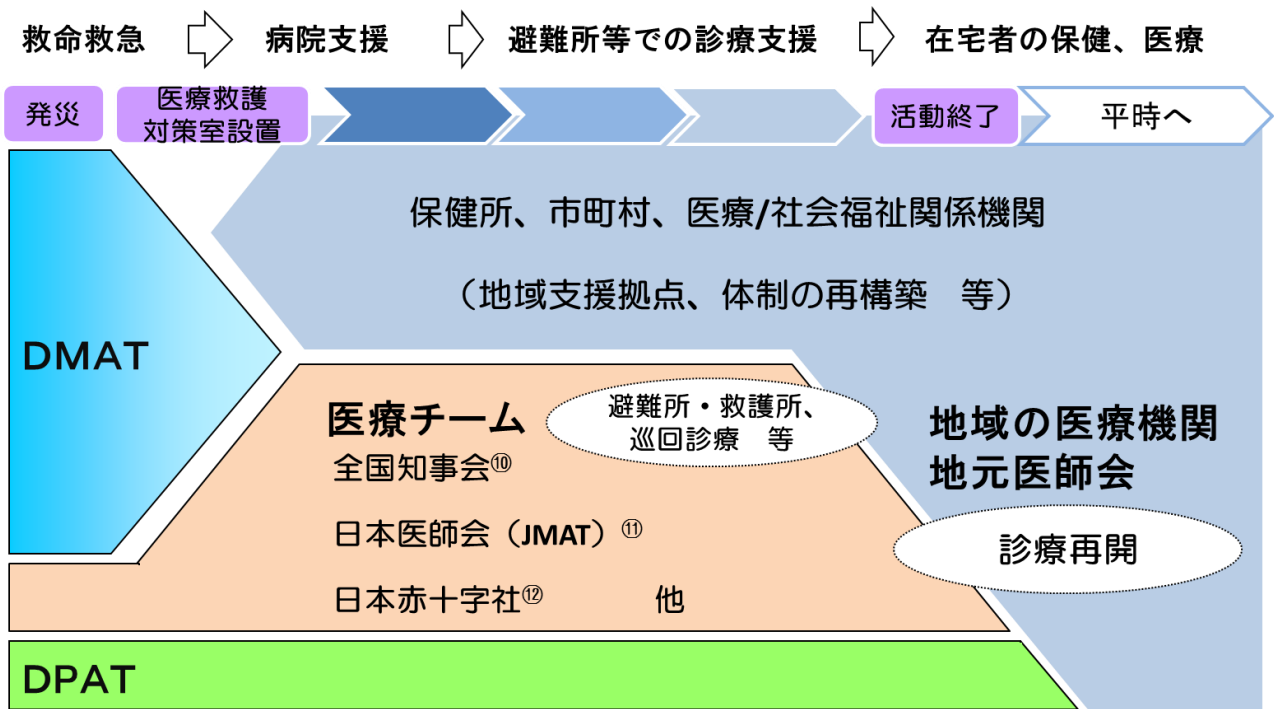 救命救急
病院支援
避難所等での診療支援
在宅者の保健、医療
発災
医療救護
対策室設置
活動終了
平時へ
保健所、市町村、医療/社会福祉関係機関
（地域支援拠点、体制の再構築　等）
DMAT
医療チーム
避難所・救護所、
巡回診療　等
全国知事会⑩
日本医師会（JMAT）⑪
日本赤十字社⑫　　　他
地域の医療機関
地元医師会
診療再開
DPAT